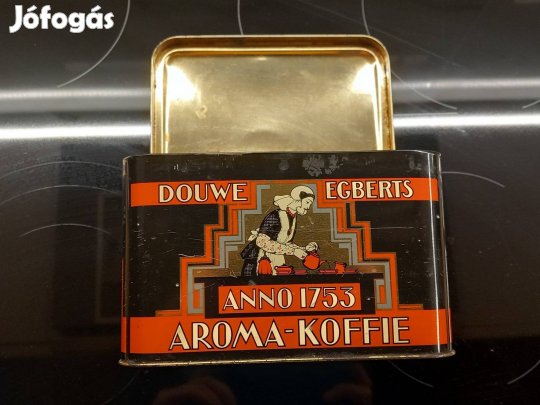 Jófogás
DOUWE EGBERTS
ANNO 1753
AROMA-KOFFIE